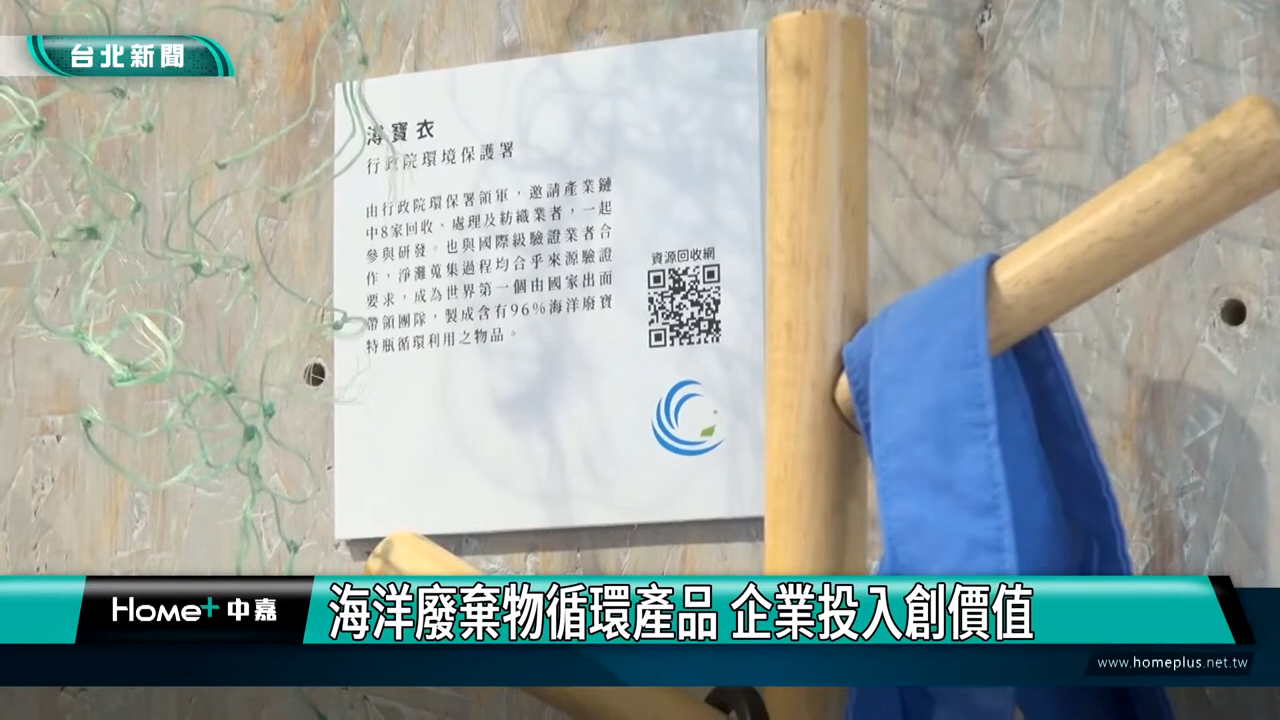 台北新聞
海寶衣
行政院環境保護署
由行政院環保署領軍，邀請產業鏈
中8家回收、處理及紡織業者，一起
參與研發。也與國際級驗證業者合
作，淨灘蒐集過程均合乎來源驗證
要求，成為世界第一個由國家出面
帶領團隊，製成含有96%海洋廢寶
特瓶循環利用之物品。
資源回收網
Home+ 中嘉
海洋廢棄物循環產品 企業投入創價值
www.homeplus.net.tw